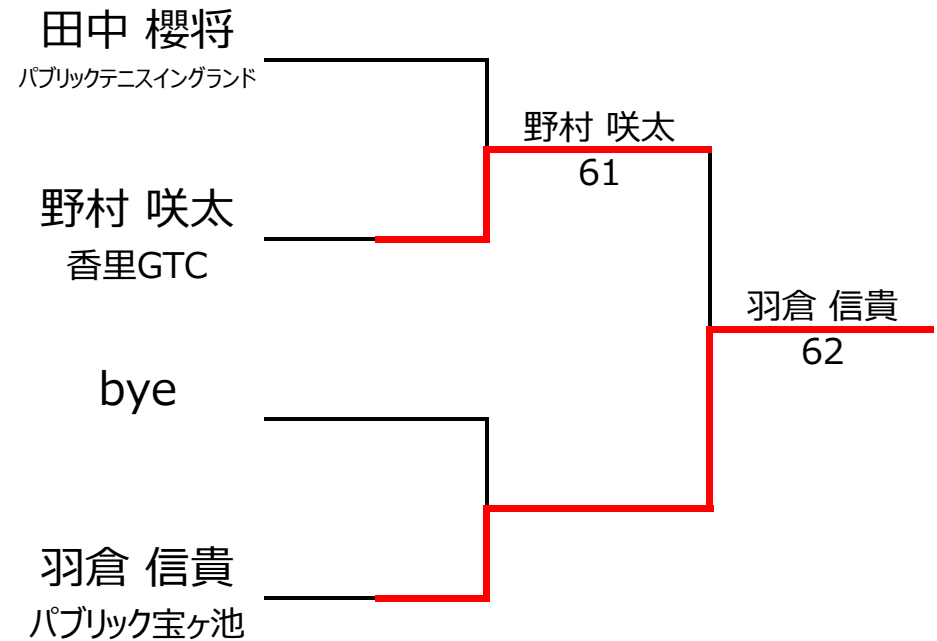 田中 櫻将
パブリックテニスイングランド
野村 咲太
61
野村 咲太
香里GTC
羽倉 信貴
62
bye
羽倉 信貴
パブリック宝ヶ池